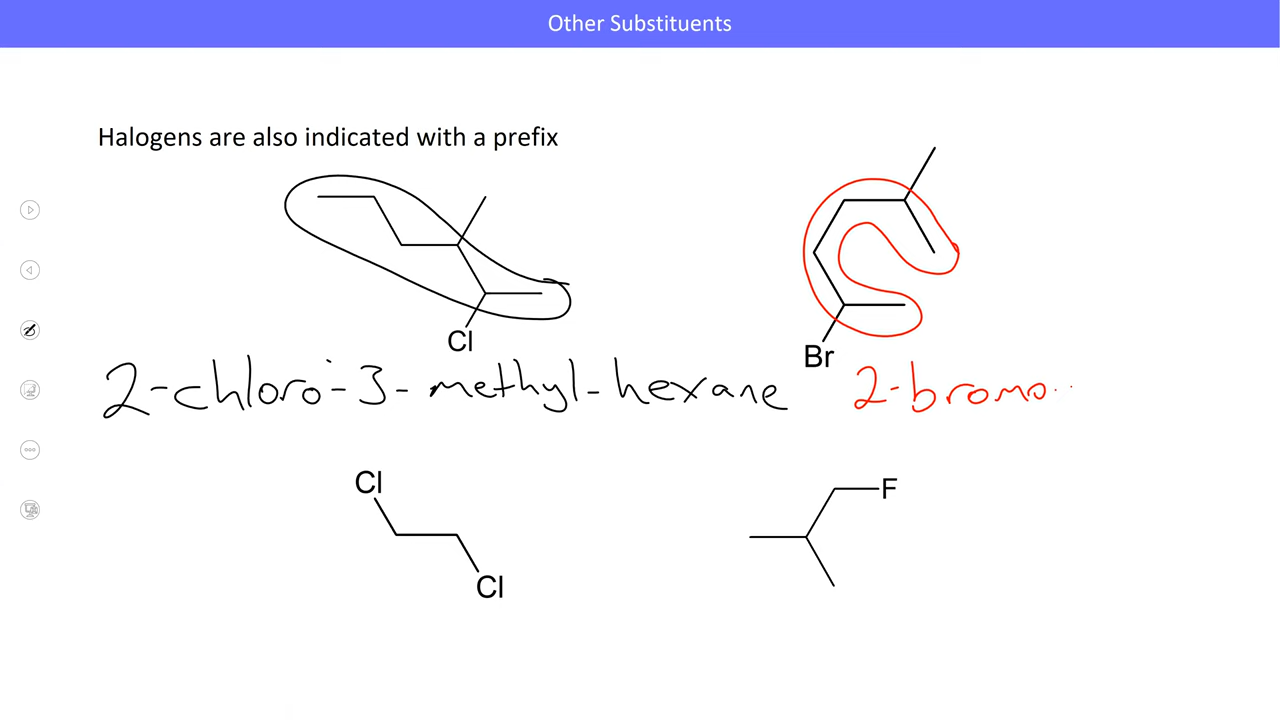 Other Substituents
Halogens are also indicated with a prefix
Cl
Br
2-chloro-3-methyl-hexane
2-bromo..
Cl
F
Cl